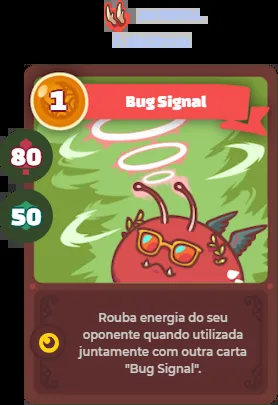 1
Bug Signal
80
50
Rouba energia do seu
oponente quando utilizada
juntamente com outra carta
"Bug Signal".